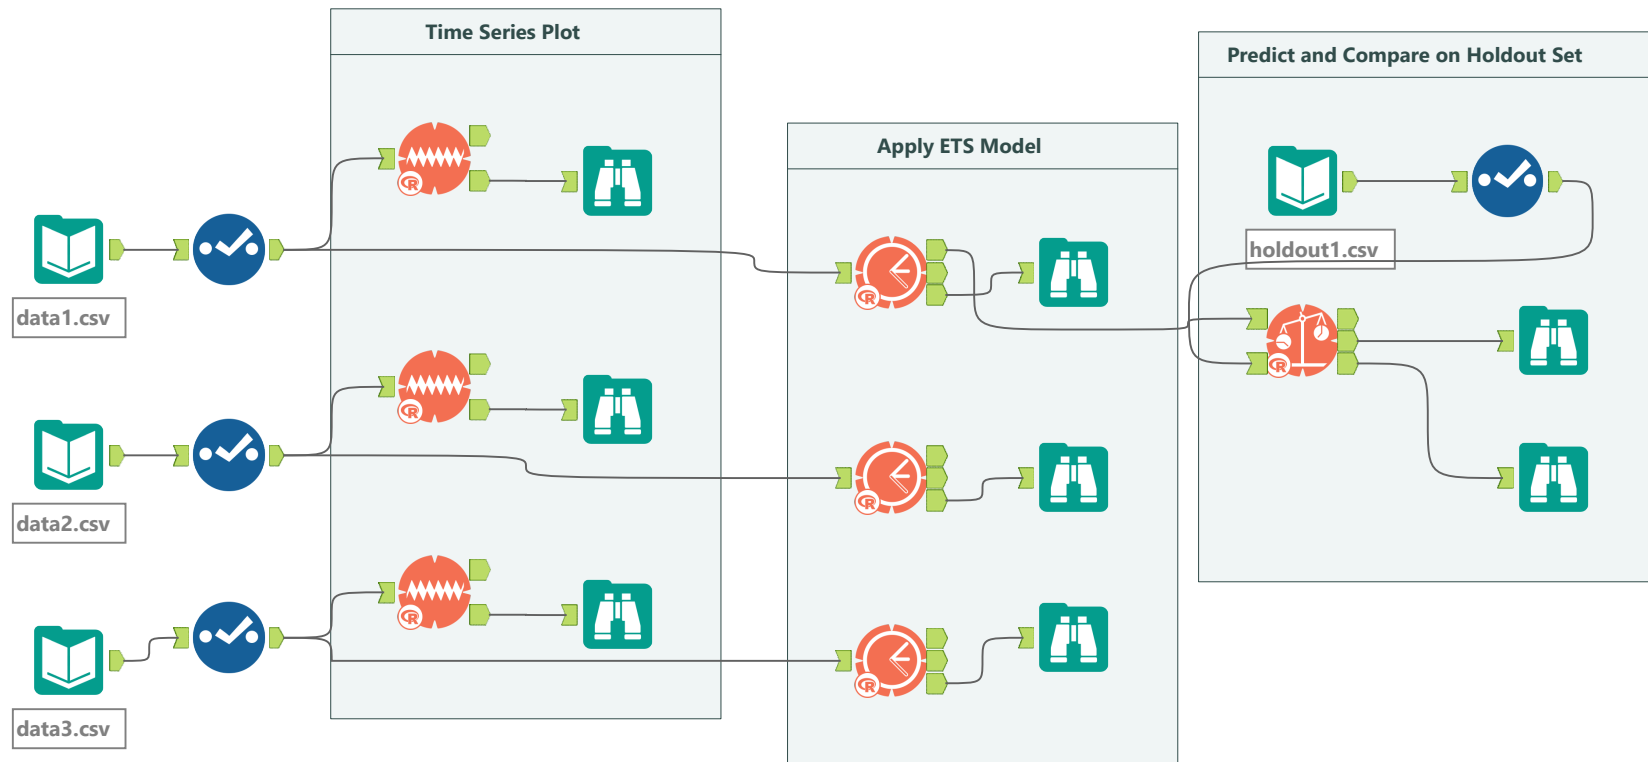 Time Series Plot
Predict and Compare on Holdout Set
Apply ETS Model
R
R
holdout1.csv
data1.csv
R
R
R
data2.csv
R
R
R
data3.csv